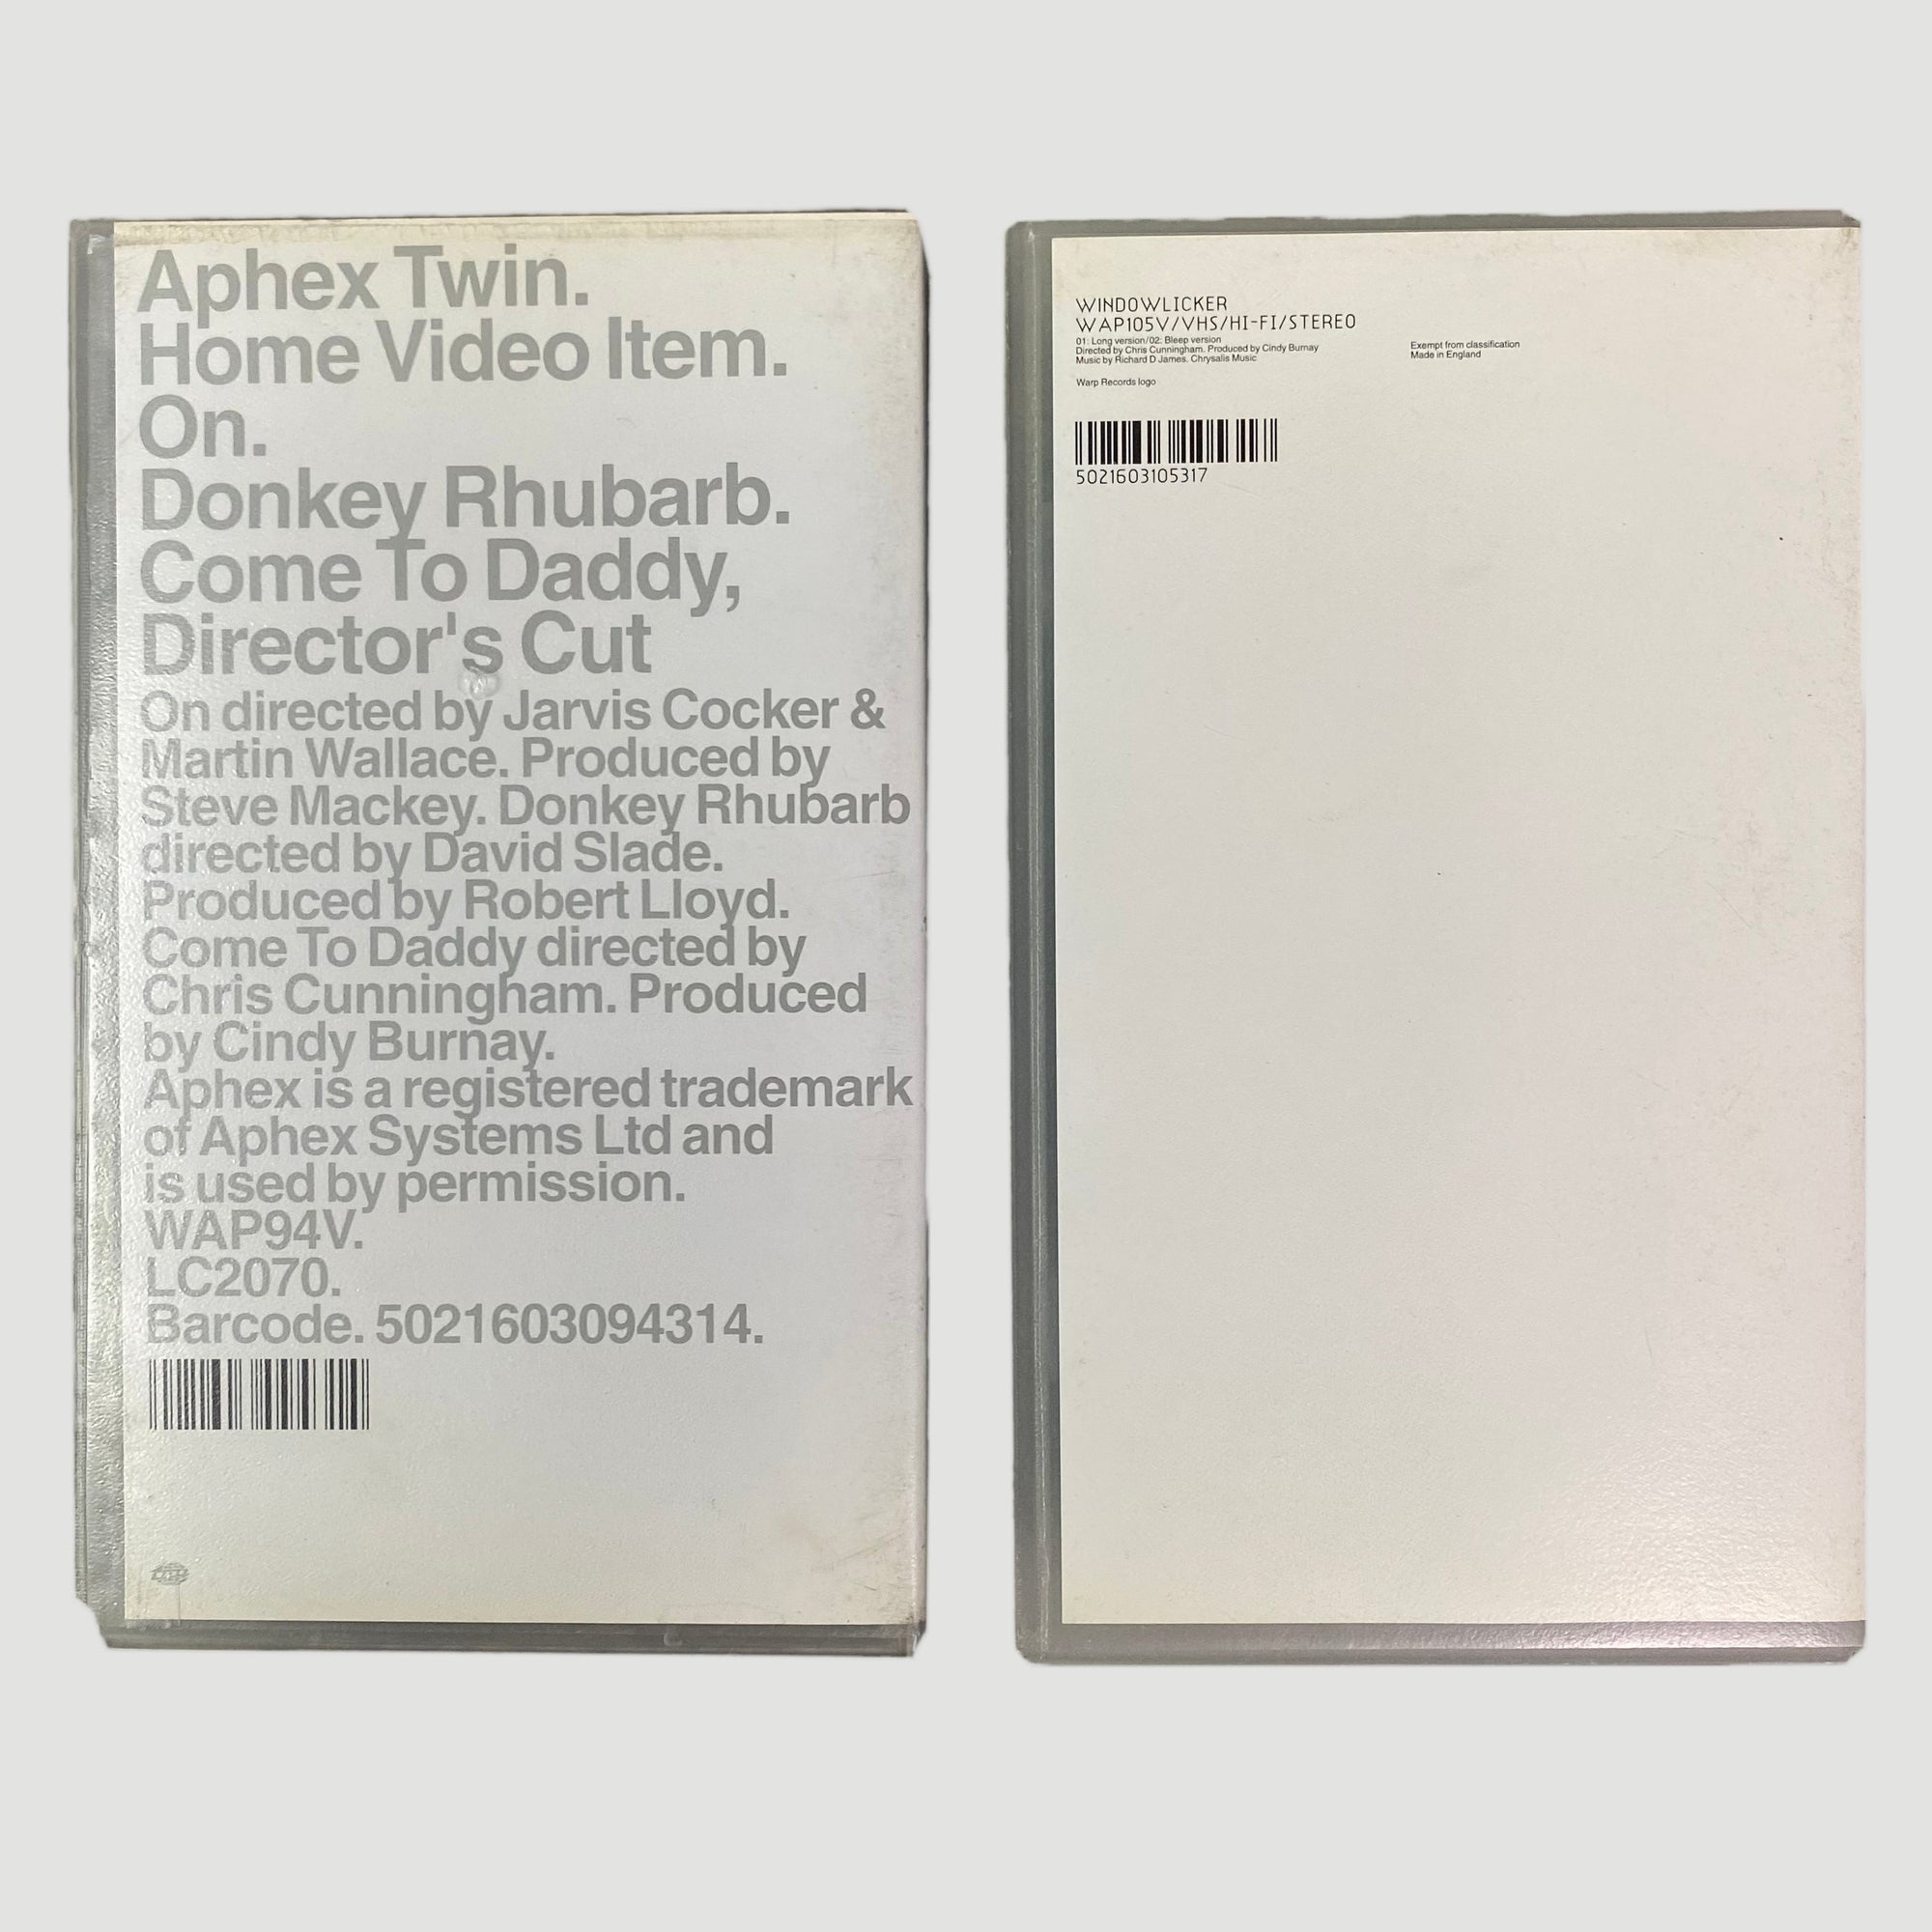 Aphex Twin.
Home Video Item.
On.
Donkey Rhubarb.
Come To Daddy,
Director's Cut
On directed by Jarvis Cocker &
Martin Wallace. Produced by
Steve Mackey. Donkey Rhubarb
directed by David Slade.
Produced by Robert Lloyd.
Come To Daddy directed by
Chris Cunningham. Produced
by Cindy Burnay.
Aphex is a registered trademark
of Aphex Systems Ltd and
is used by permission.
WAP94V.
LC2070.
Barcode. 5021603094314.
WINDOWLICKER
WAP105V/VHS/HI-FI/STEREO
01: Long version/02: Bleep version
Directed by Chris Cunningham. Produced by Cindy Burnay
Music by Richard D James. Chrysalis Music
Exempt from classification
Made in England
Warp Records logo
5021603105317